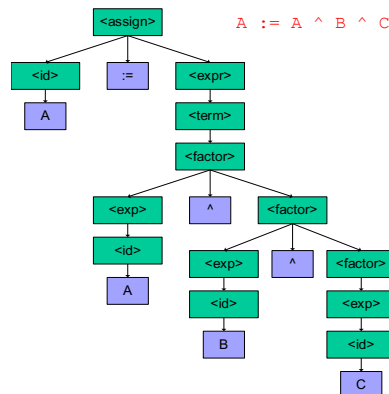 <assign> A := A ^ B ^ C
<id> := <expr>
A <term>
<factor>
<exp> ^ <factor>
<id> <exp> ^ <factor>
A <id> <exp>
B <id>
C